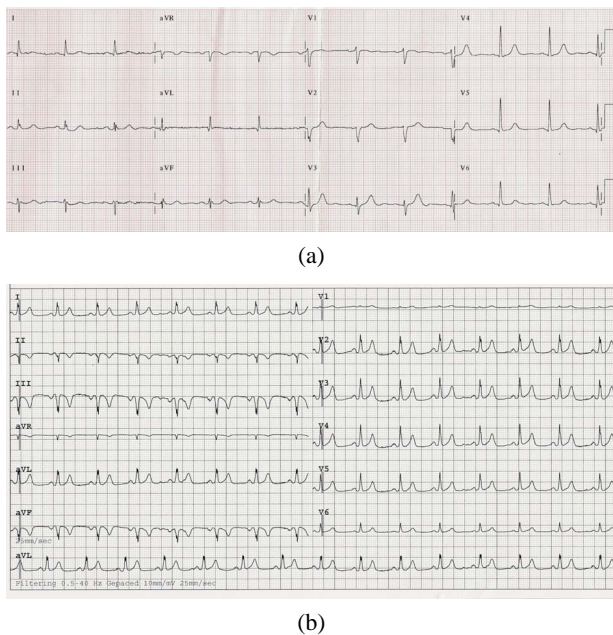 I aVR V1 V4
II aVL V2 V5
III aVF V3 V6
(a)
I V1
II V2
III V3
aVR V4
aVL V5
aVF V6
25mm/sec
aVL
Filtering 0.5-40 Hz Gepaced 10mm/mV 25mm/sec
(b)